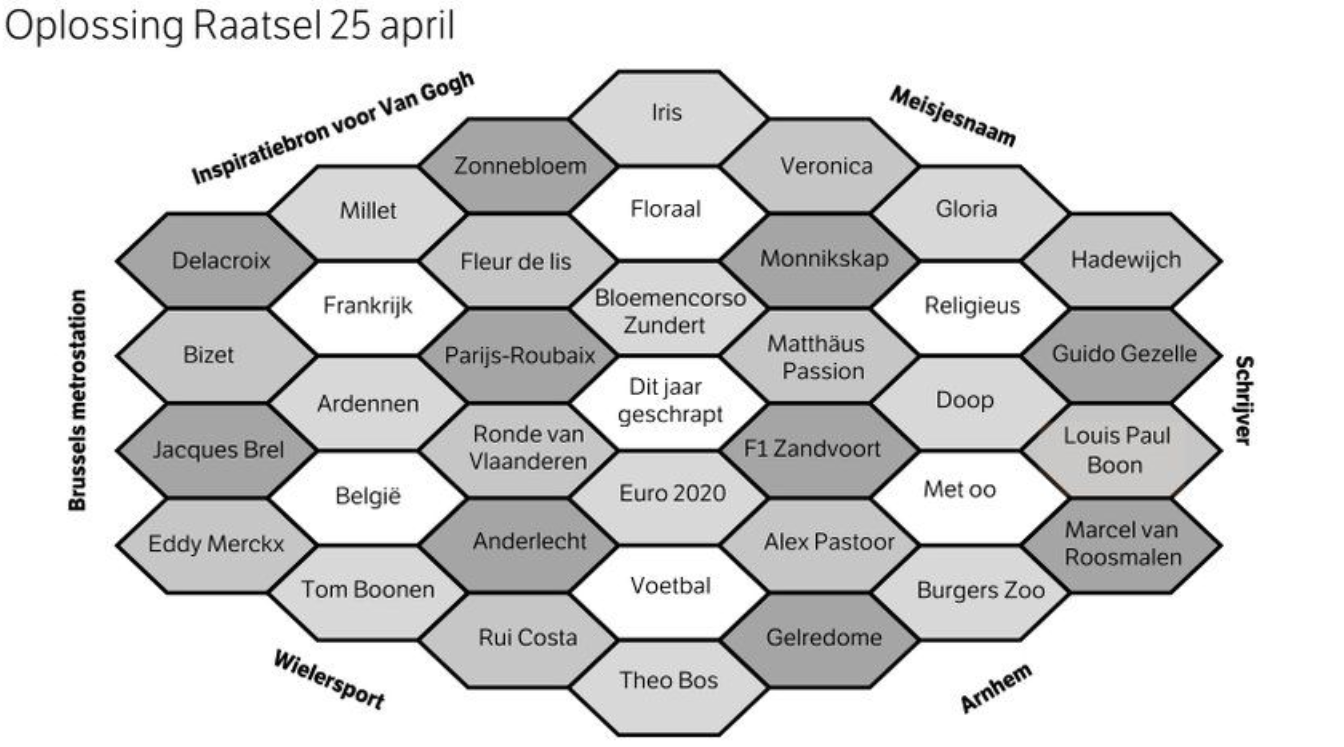 Oplossing Raatsel 25 april
Inspiratiebron voor Van Gogh
Meisjesnaam
Iris
Zonnebloem
Veronica
Millet
Floraal
Gloria
Delacroix
Fleur de lis
Monnikskap
Hadewijch
Frankrijk
Bloemencorso
Zundert
Religieus
Brussels metrostation
Bizet
Parijs-Roubaix
Matthäus
Passion
Guido Gezelle
Schrijver
Ardennen
Dit jaar
geschrapt
Doop
Jacques Brel
Ronde van
Vlaanderen
F1 Zandvoort
Louis Paul
Boon
België
Euro 2020
Met oo
Eddy Merckx
Anderlecht
Alex Pastoor
Marcel van
Roosmalen
Tom Boonen
Voetbal
Burgers Zoo
Rui Costa
Gelredome
Theo Bos
Wielersport
Arnhem